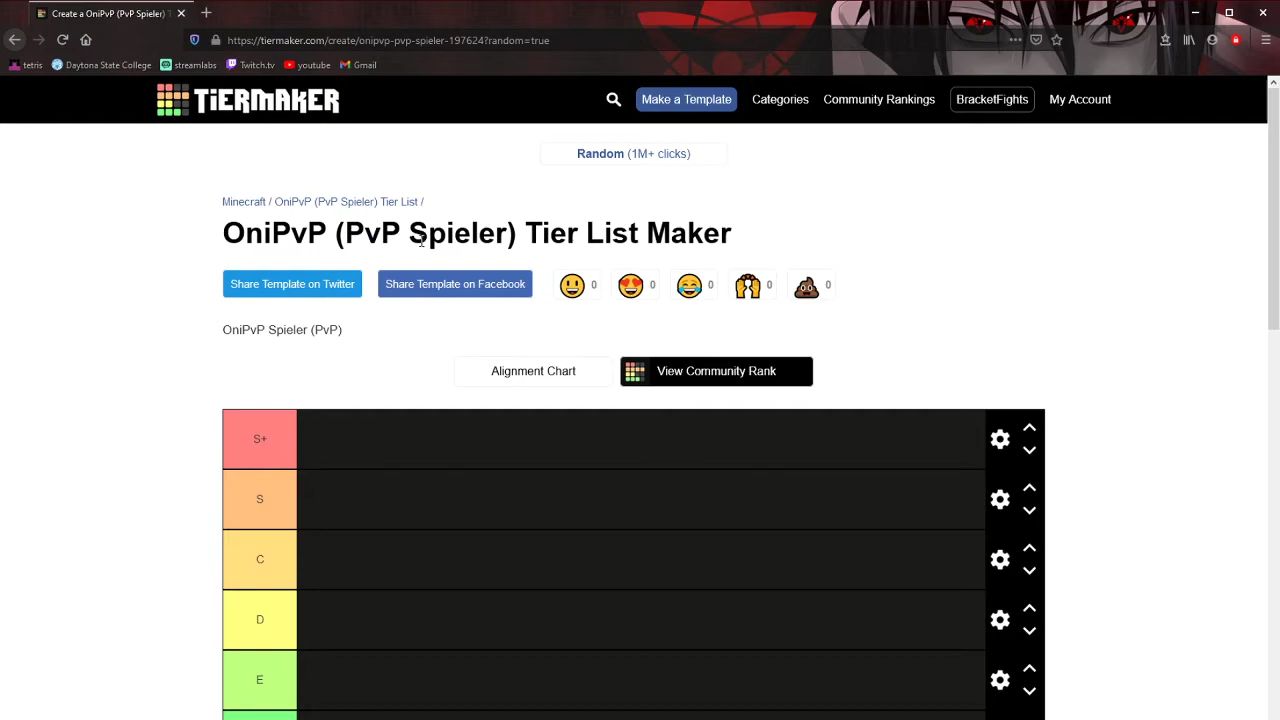 Create a OniPvP (PvP Spieler) T
https://tiermaker.com/create/onipvp-pvp-spieler-197624?random=true
tetris Daytona State College streamlabs Twitch.tv youtube Gmail
TiERMAKER Make a Template Categories Community Rankings BracketFights My Account
Random (1M+ clicks)
Minecraft / OniPvP (PvP Spieler) Tier List /
OniPvP (PvP Spieler) Tier List Maker
Share Template on Twitter Share Template on Facebook 0 0 0 0 0
OniPvP Spieler (PvP)
Alignment Chart View Community Rank
S+
S
C
D
E